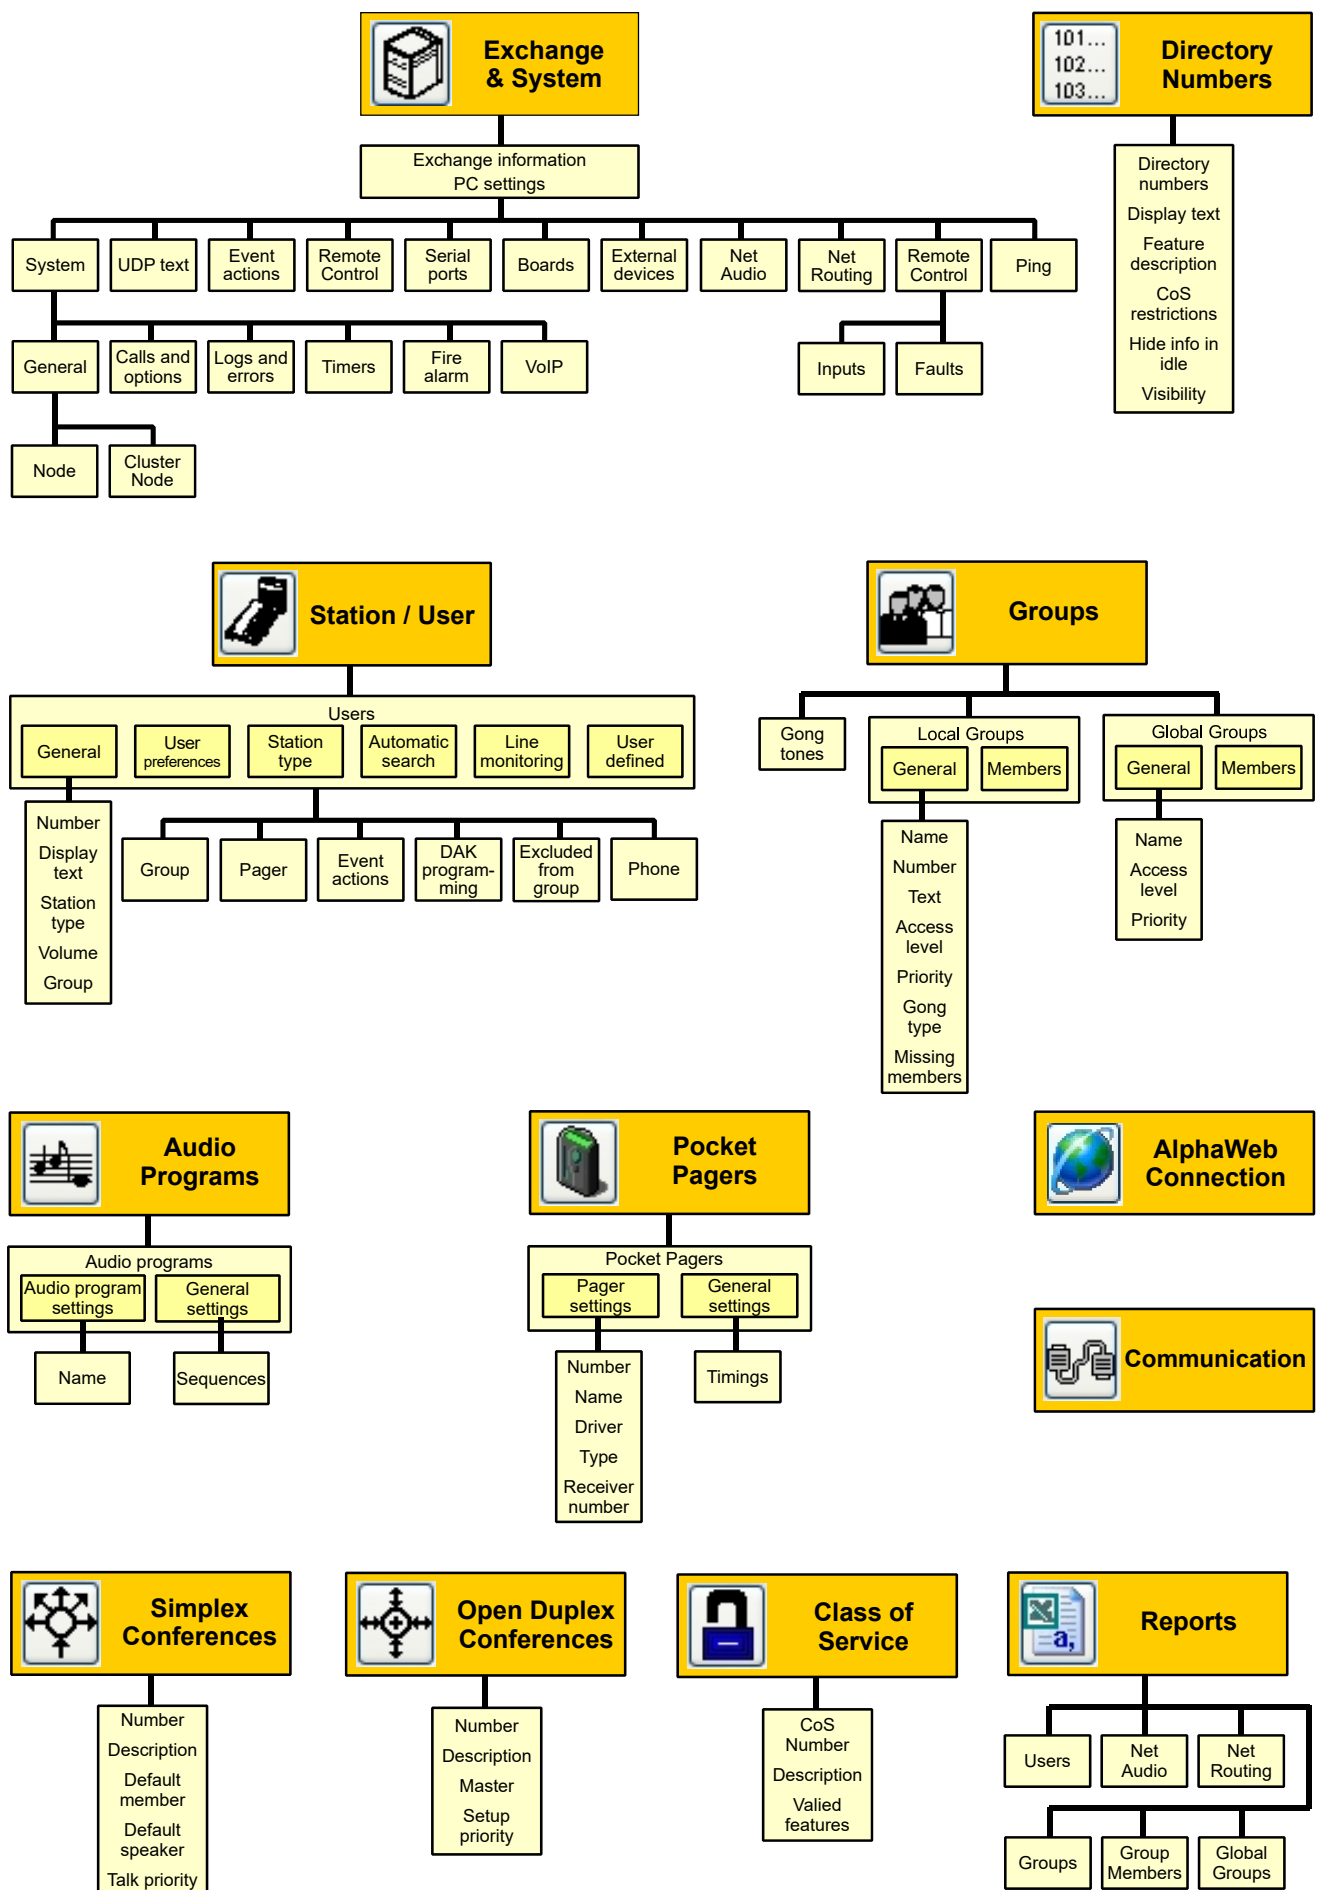 Exchange
& System
101...
102...
103...
Directory
Numbers
Exchange information
PC settings
Directory
numbers
Display text
Feature
description
CoS
restrictions
Hide info in
idle
Visibility
System
UDP text
Event
actions
Remote
Control
Serial
ports
Boards
External
devices
Net
Audio
Net
Routing
Remote
Control
Ping
General
Calls and
options
Logs and
errors
Timers
Fire
alarm
VoIP
Inputs
Faults
Node
Cluster
Node
Station / User
Users
General
User
preferences
Station
type
Automatic
search
Line
monitoring
User
defined
Number
Display
text
Station
type
Volume
Group
Group
Pager
Event
actions
DAK
program-
ming
Excluded
from
group
Phone
Groups
Gong
tones
Local Groups
General
Members
Global Groups
General
Members
Name
Number
Text
Access
level
Priority
Gong
type
Missing
members
Name
Access
level
Priority
Audio
Programs
Audio programs
Audio program
settings
General
settings
Name
Sequences
Pocket
Pagers
Pocket Pagers
Pager
settings
General
settings
Number
Name
Driver
Type
Receiver
number
Timings
AlphaWeb
Connection
Communication
Simplex
Conferences
Number
Description
Default
member
Default
speaker
Talk priority
Open Duplex
Conferences
Number
Description
Master
Setup
priority
Class of
Service
CoS
Number
Description
Valied
features
X
a,
Reports
Users
Net
Audio
Net
Routing
Groups
Group
Members
Global
Groups